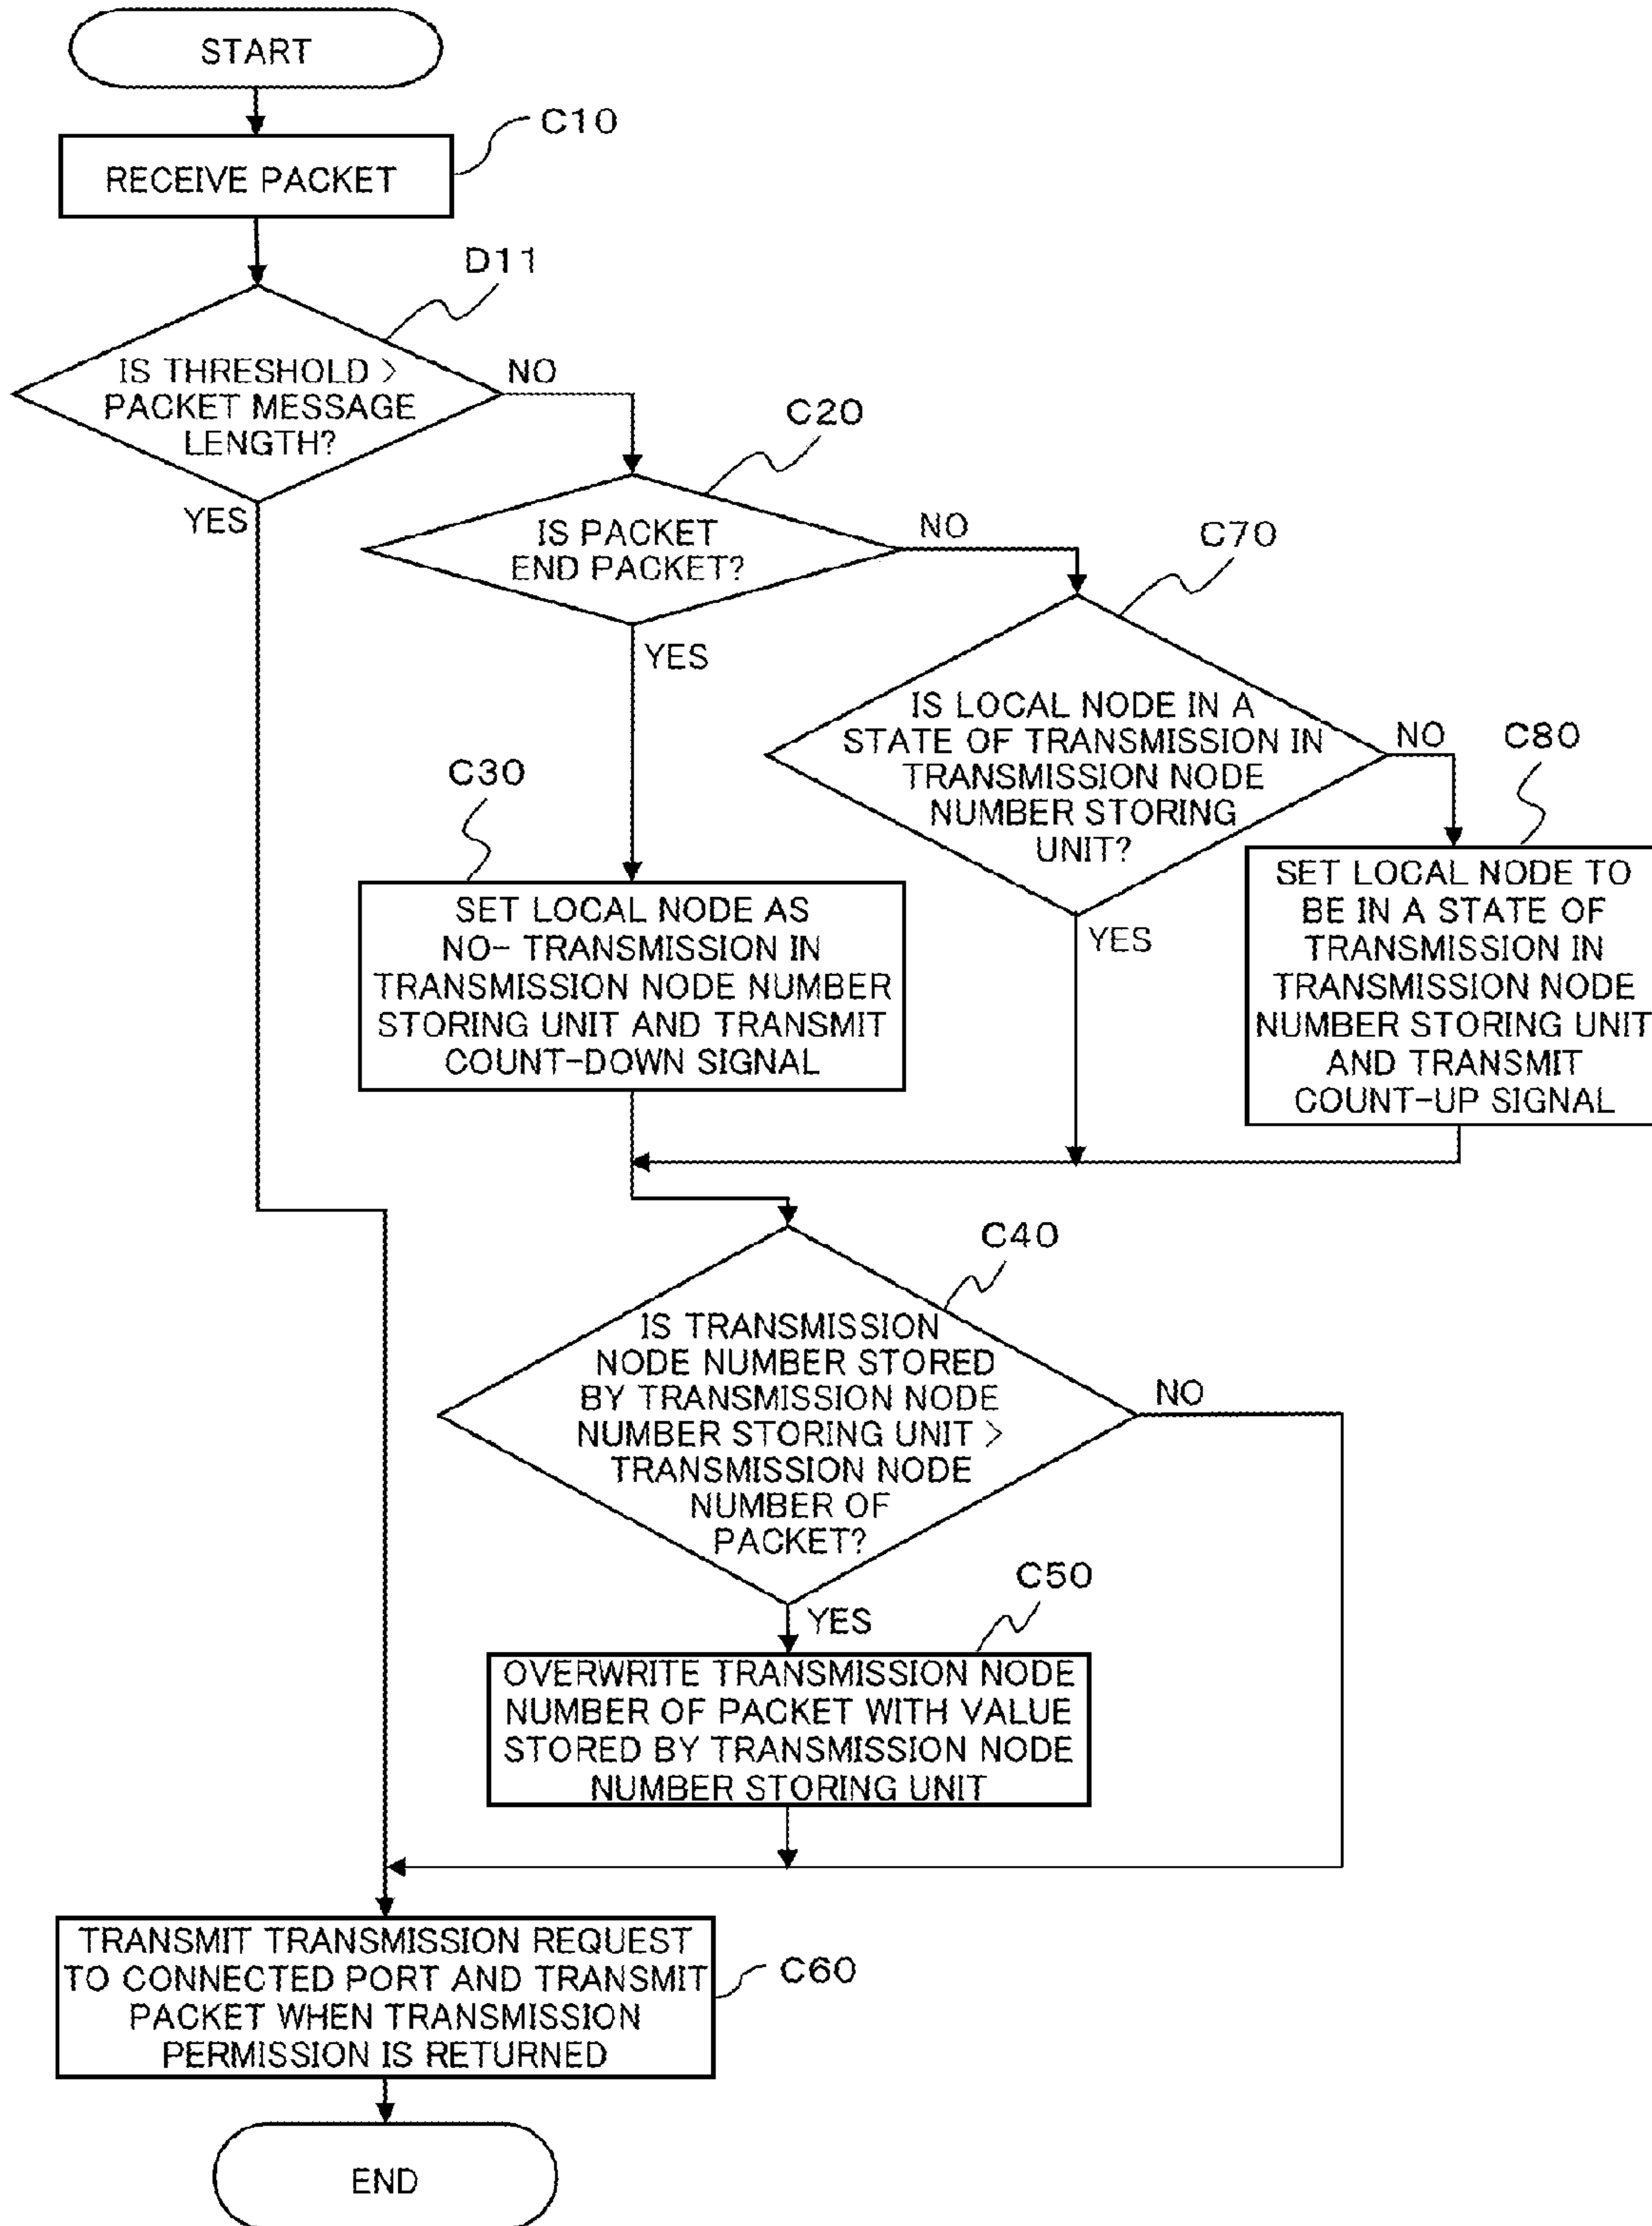 START
C10
RECEIVE PACKET
D11
IS THRESHOLD >
PACKET MESSAGE
LENGTH?
NO
YES
C20
IS PACKET
END PACKET?
NO
YES
C70
IS LOCAL NODE IN A
STATE OF TRANSMISSION IN
TRANSMISSION NODE
NUMBER STORING
UNIT?
NO
YES
C80
SET LOCAL NODE TO
BE IN A STATE OF
TRANSMISSION IN
TRANSMISSION NODE
NUMBER STORING UNIT
AND TRANSMIT
COUNT-UP SIGNAL
C30
SET LOCAL NODE AS
NO- TRANSMISSION IN
TRANSMISSION NODE NUMBER
STORING UNIT AND TRANSMIT
COUNT-DOWN SIGNAL
C40
IS TRANSMISSION
NODE NUMBER STORED
BY TRANSMISSION NODE
NUMBER STORING UNIT >
TRANSMISSION NODE
NUMBER OF
PACKET?
NO
YES
C50
OVERWRITE TRANSMISSION NODE
NUMBER OF PACKET WITH VALUE
STORED BY TRANSMISSION NODE
NUMBER STORING UNIT
TRANSMIT TRANSMISSION REQUEST
TO CONNECTED PORT AND TRANSMIT
PACKET WHEN TRANSMISSION
PERMISSION IS RETURNED
C60
END